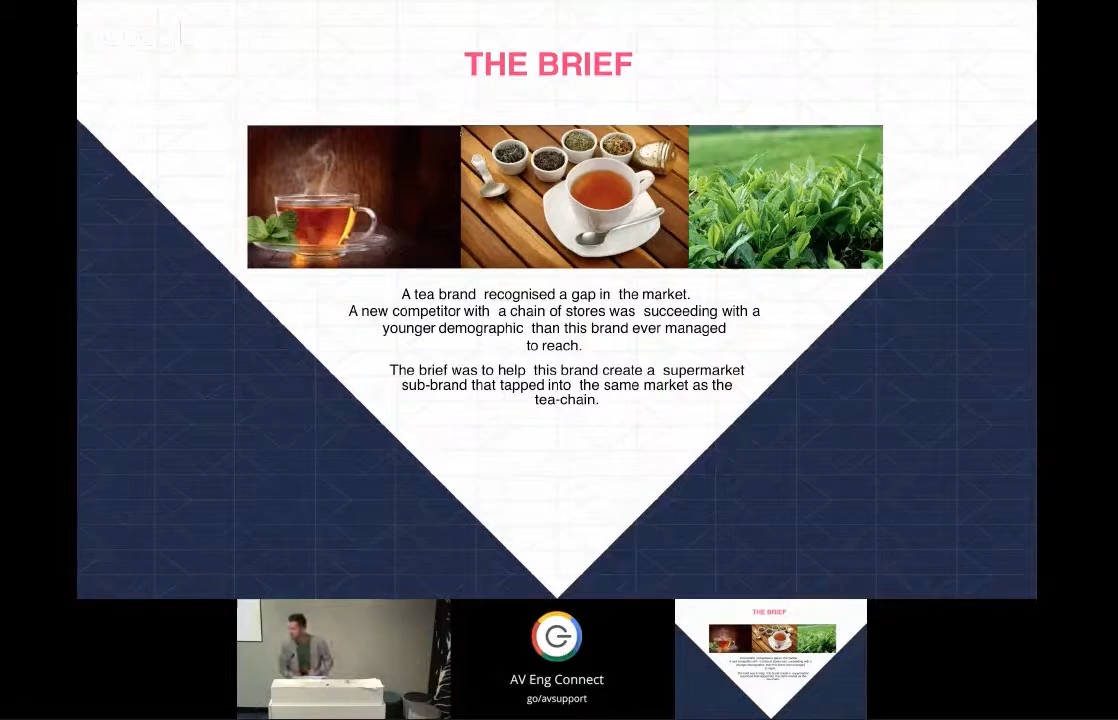 THE BRIEF
A tea brand recognised a gap in the market.
A new competitor with a chain of stores was succeeding with a
younger demographic than this brand ever managed
to reach.
The brief was to help this brand create a supermarket
sub-brand that tapped into the same market as the
tea-chain.
AV Eng Connect
go/avsupport
THE BRIEF